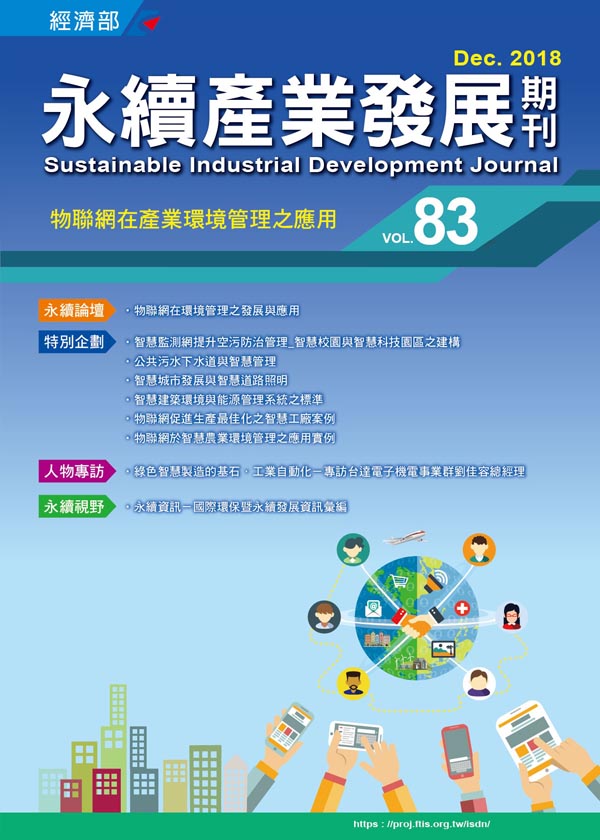 經濟部
Dec. 2018
永續產業發展期刊
Sustainable Industrial Development Journal
物聯網在產業環境管理之應用
VOL. 83
永續論壇 ‧物聯網在環境管理之發展與應用
特別企劃 ‧智慧監測網提升空污防治管理_智慧校園與智慧科技園區之建構
‧公共污水下水道與智慧管理
‧智慧城市發展與智慧道路照明
‧智慧建築環境與能源管理系統之標準
‧物聯網促進生產最佳化之智慧工廠案例
‧物聯網於智慧農業環境管理之應用實例
人物專訪 ‧綠色智慧製造的基石‧工業自動化－專訪台達電子機電事業群劉佳容總經理
永續視野 ‧永續資訊－國際環保暨永續發展資訊彙編
https : //proj.ftis.org.tw/isdn/